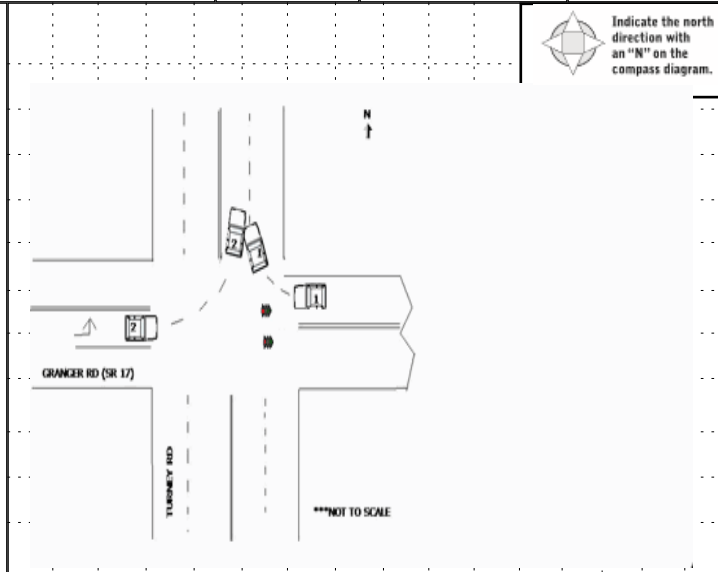 Indicate the north
direction with
an "N" on the
compass diagram.
N
2
1
1
2
GRANGER RD (SR 17)
TURNEY RD
***NOT TO SCALE